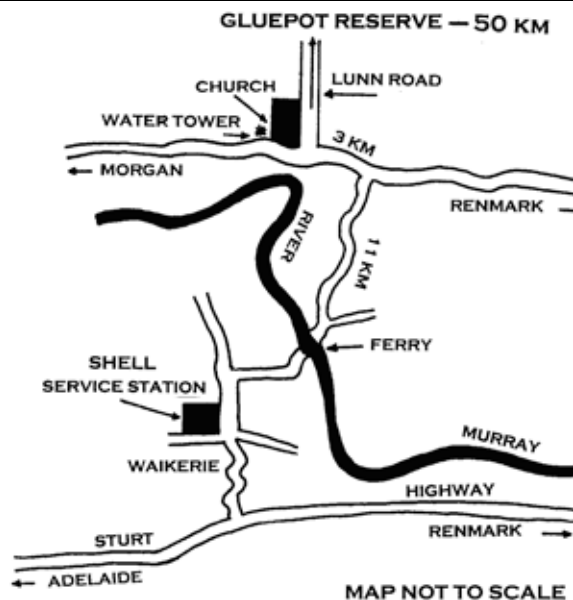 GLUEPOT RESERVE — 50 KM
LUNN ROAD
CHURCH
WATER TOWER
3 KM
MORGAN
RENMARK
RIVER
11 KM
FERRY
SHELL
SERVICE STATION
MURRAY
WAIKERIE
HIGHWAY
STURT
RENMARK
ADELAIDE
MAP NOT TO SCALE